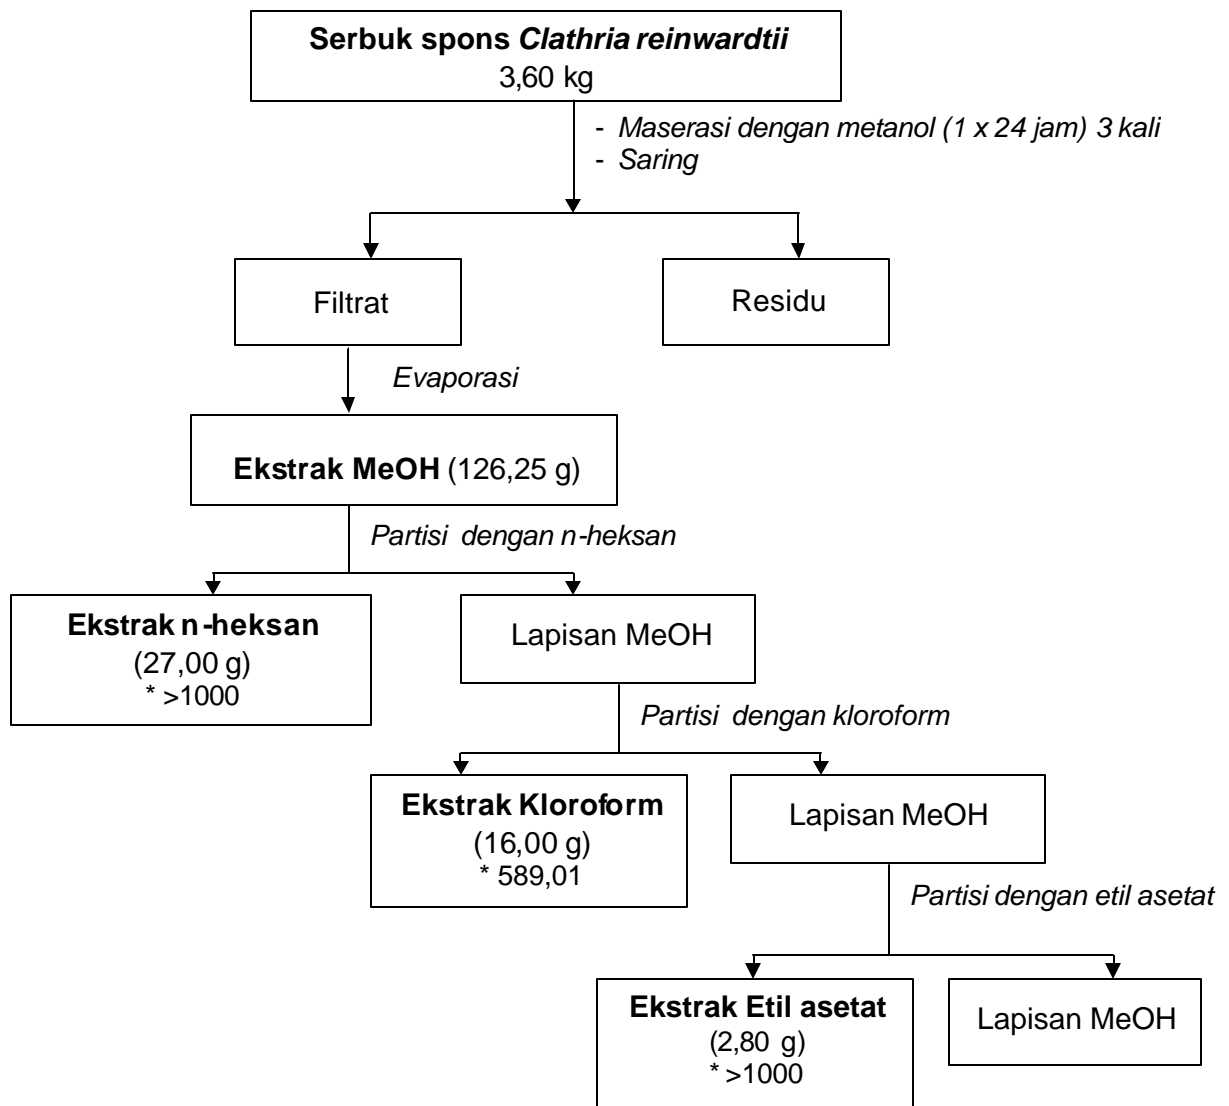 Serbuk spons Clathria reinwardtii
3,60 kg
- Maserasi dengan metanol (1 x 24 jam) 3 kali
- Saring
Filtrat
Residu
Evaporasi
Ekstrak MeOH (126,25 g)
Partisi dengan n-heksan
Ekstrak n-heksan
(27,00 g)
* >1000
Lapisan MeOH
Partisi dengan kloroform
Ekstrak Kloroform
(16,00 g)
* 589,01
Lapisan MeOH
Partisi dengan etil asetat
Ekstrak Etil asetat
(2,80 g)
* >1000
Lapisan MeOH